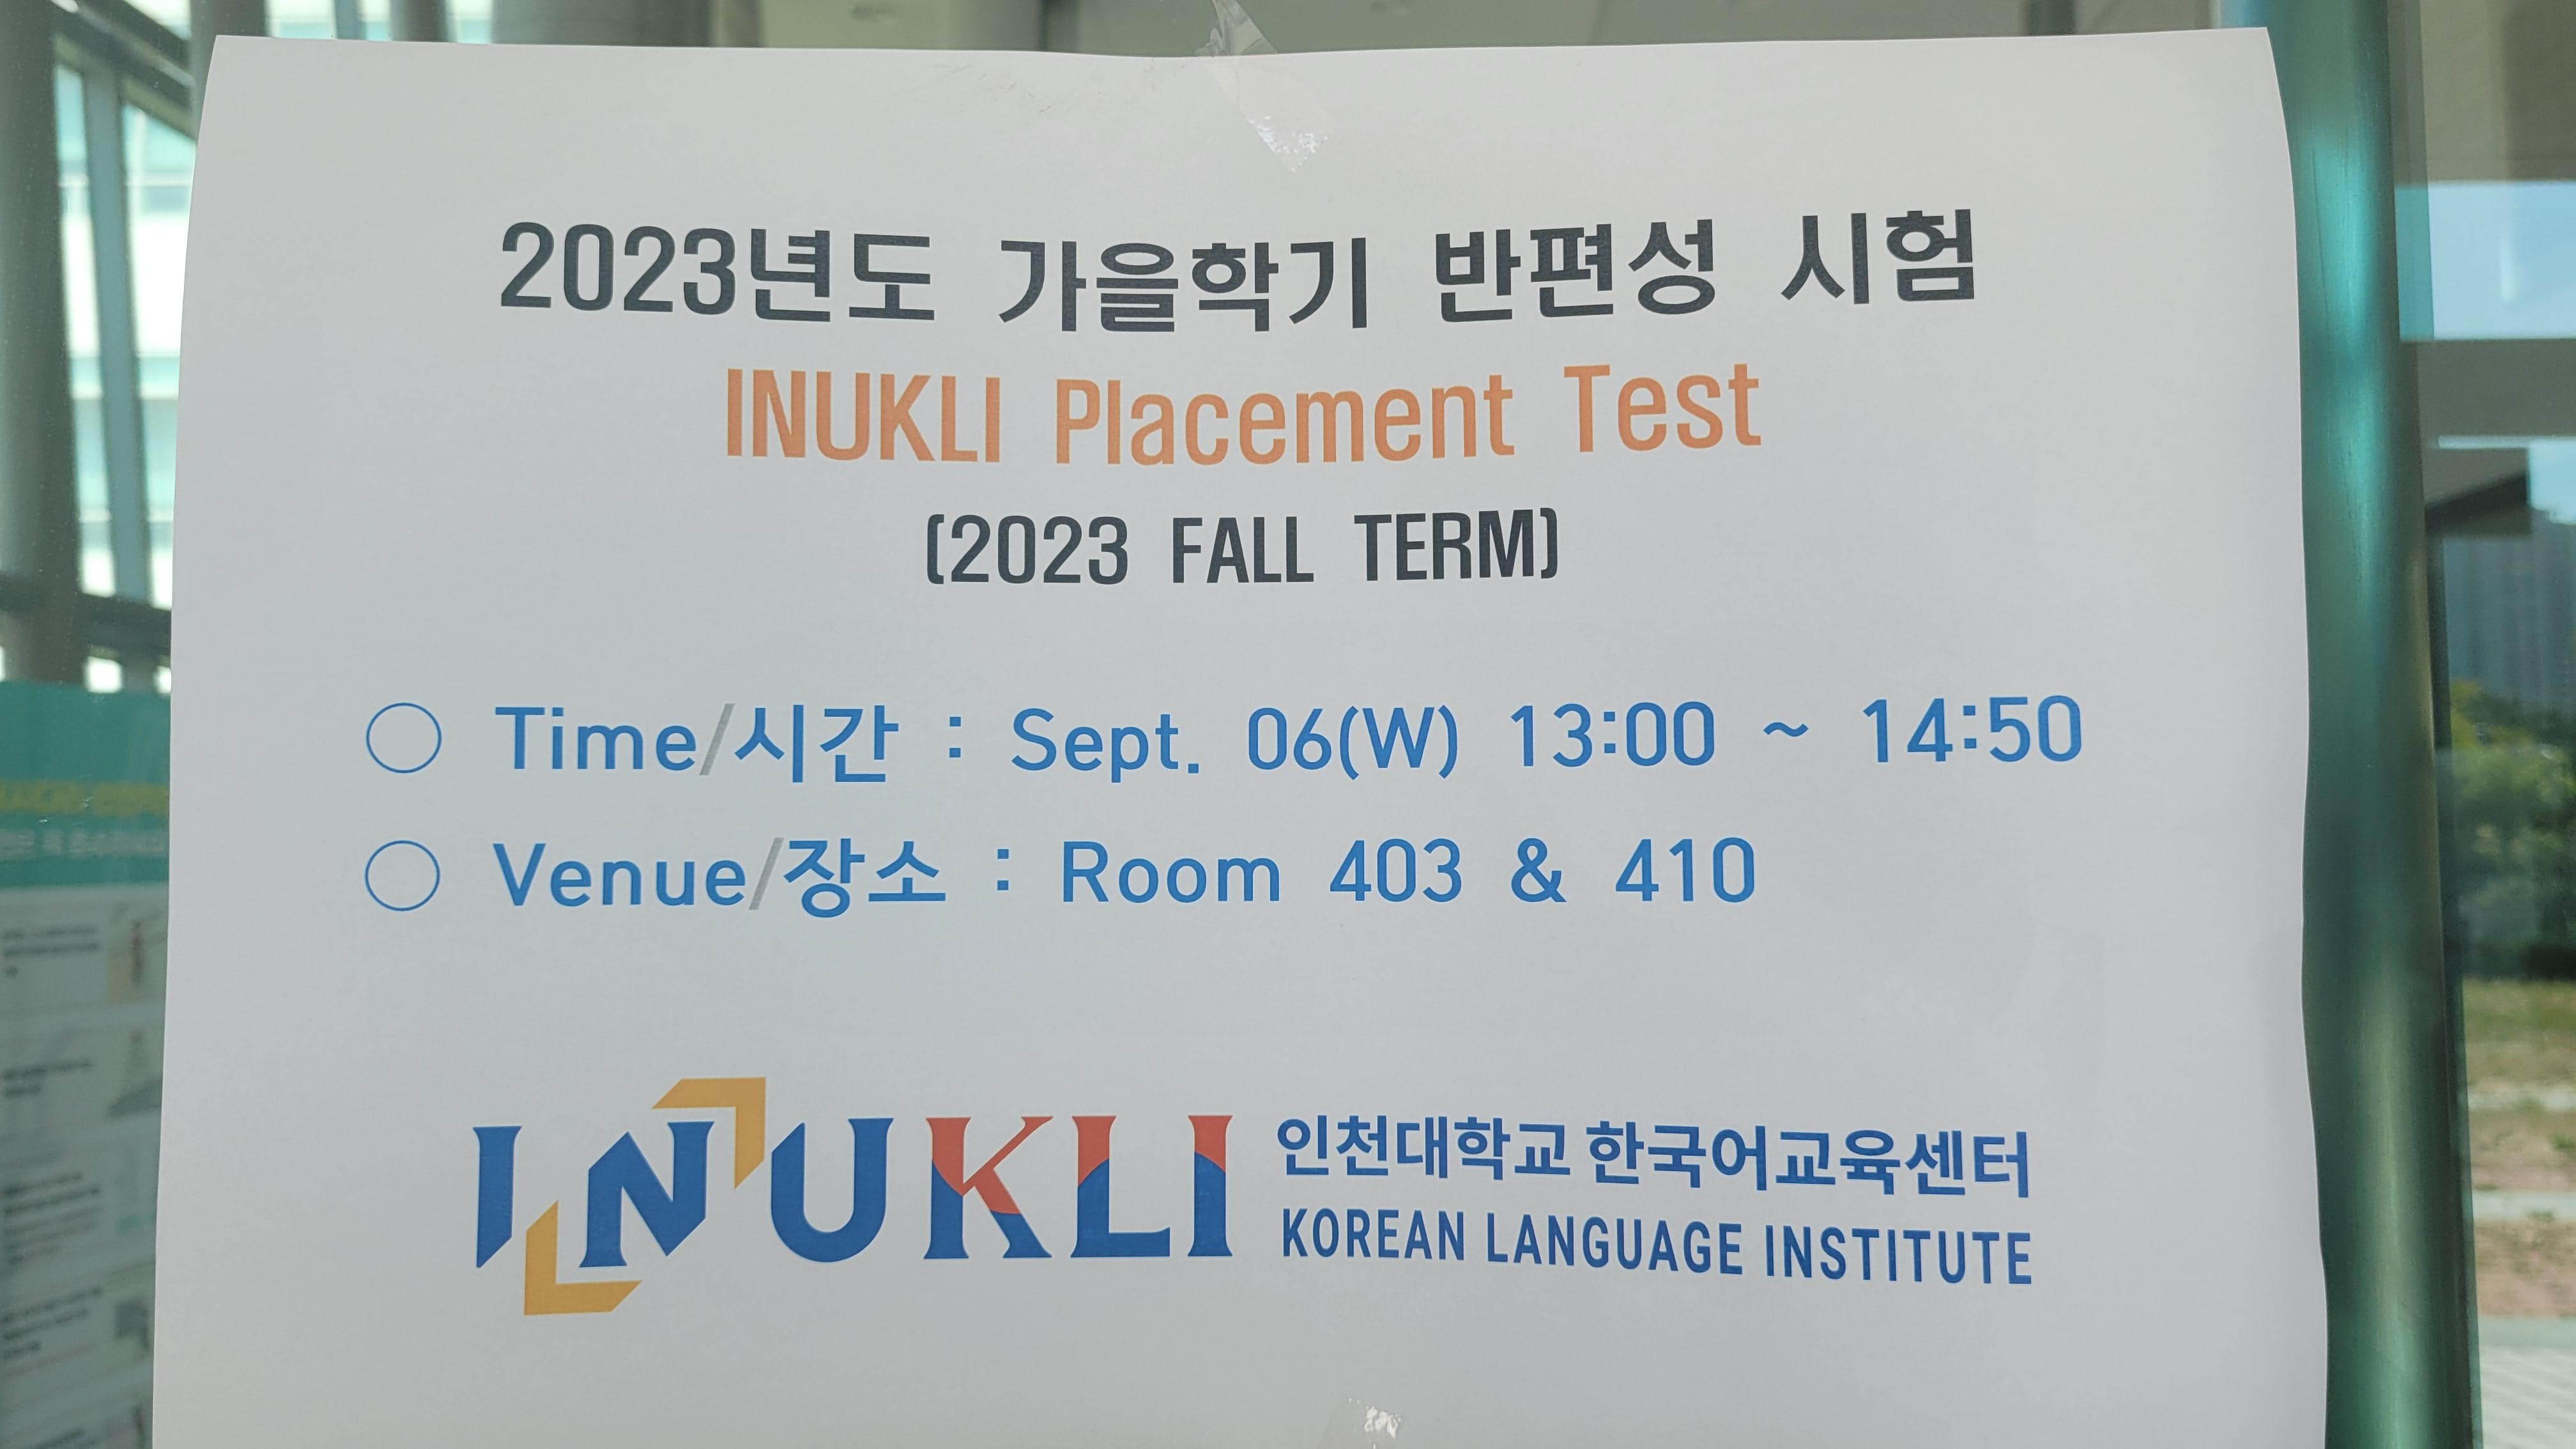 2023년도 가을학기 반편성 시험
INUKLI Placement Test
(2023 FALL TERM)
○ Time/시간 : Sept. 06(W) 13:00 ~ 14:50
○ Venue/장소 : Room 403 & 410
INUKLI
인천대학교 한국어교육센터
KOREAN LANGUAGE INSTITUTE